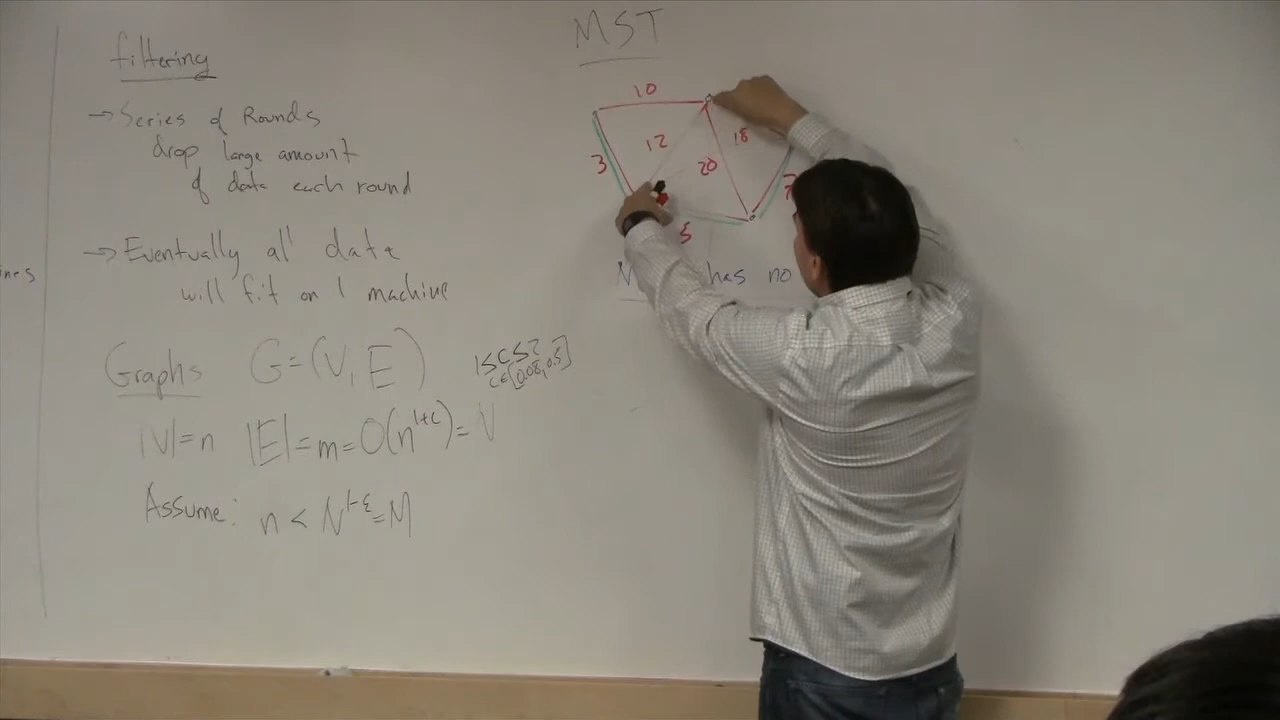 filtering
→ Series of Rounds
drop large amount
of data each round
→ Eventually all data
will fit on 1 machine
Graphs G=(V,E)
1≤C≤2
C∈[0.08,0.5]
|V|=n |E|=m=O(n^{1+c})=N
Assume: n < N^{1-ε}=M
MST
10
12
18
3
20
7
5
has no